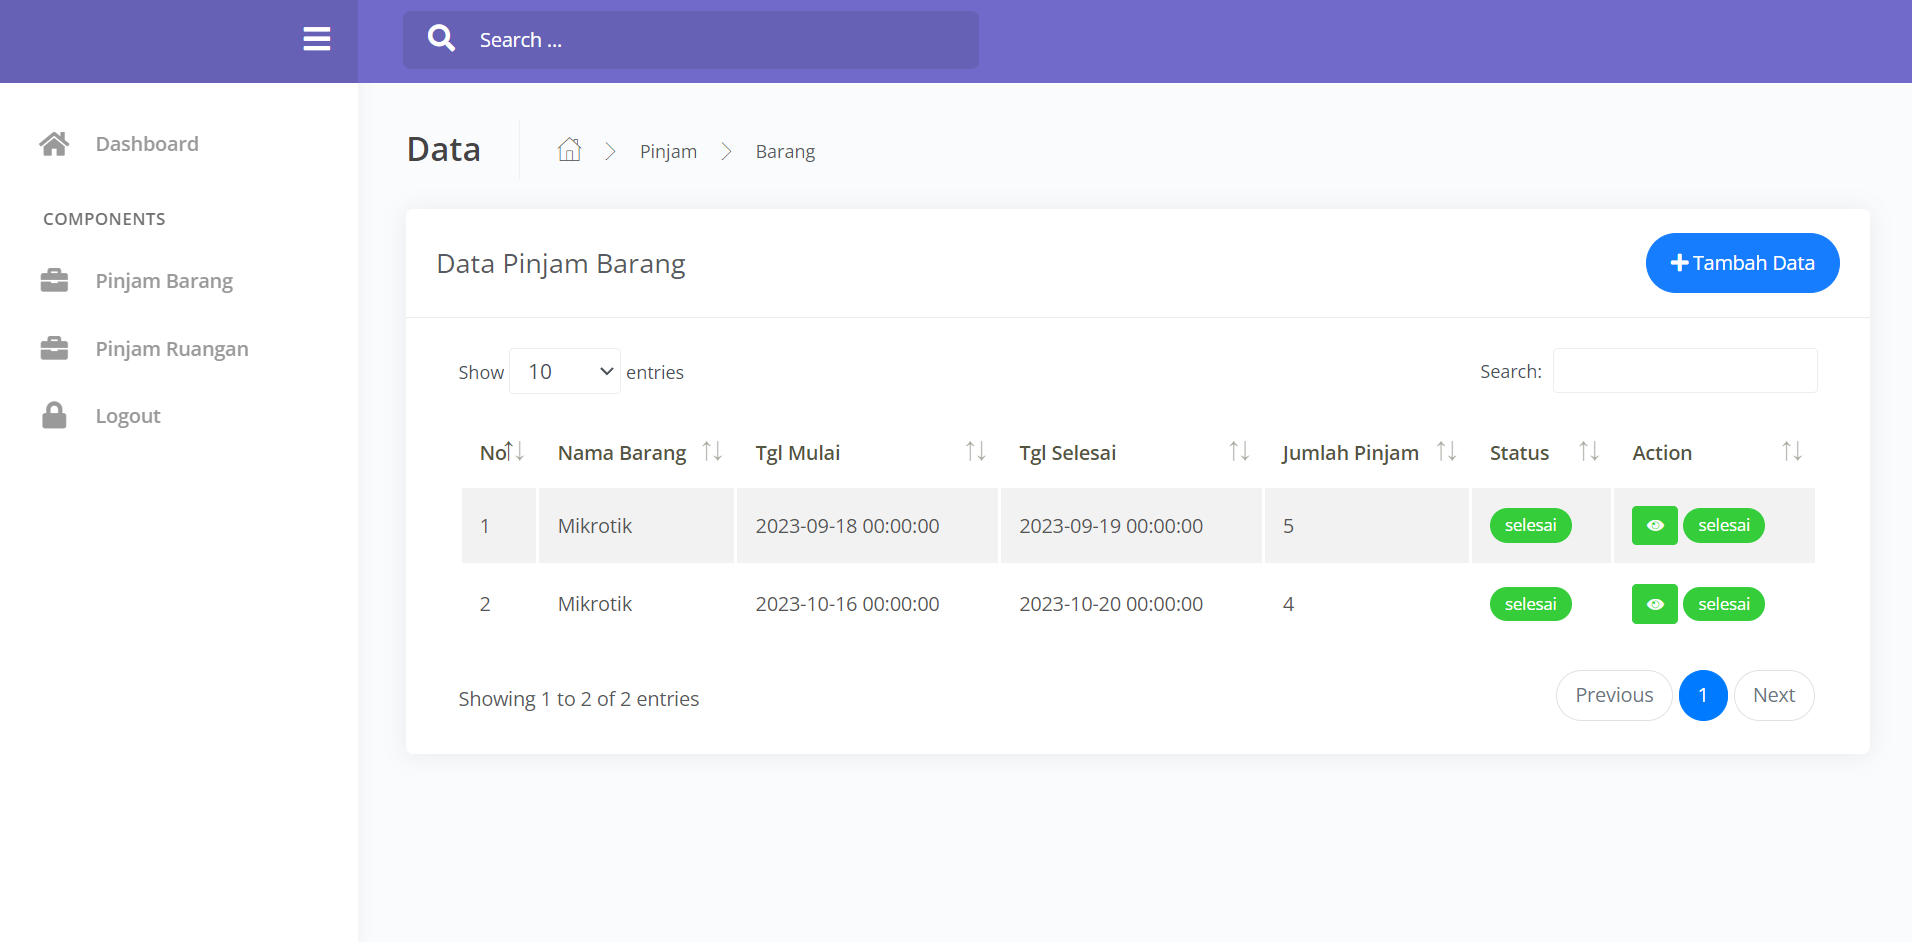 Search ...
Dashboard
COMPONENTS
Pinjam Barang
Pinjam Ruangan
Logout
Data
Pinjam
Barang
Data Pinjam Barang
Tambah Data
Show 10 entries
Search:
No Nama Barang Tgl Mulai Tgl Selesai Jumlah Pinjam Status Action
1 Mikrotik 2023-09-18 00:00:00 2023-09-19 00:00:00 5 selesai selesai
2 Mikrotik 2023-10-16 00:00:00 2023-10-20 00:00:00 4 selesai selesai
Showing 1 to 2 of 2 entries
Previous 1 Next